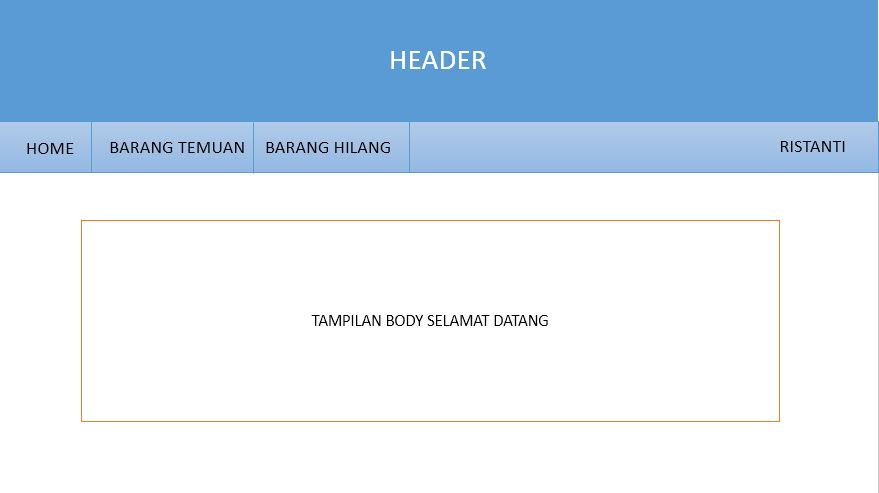 HEADER
HOME BARANG TEMUAN BARANG HILANG RISTANTI
TAMPILAN BODY SELAMAT DATANG